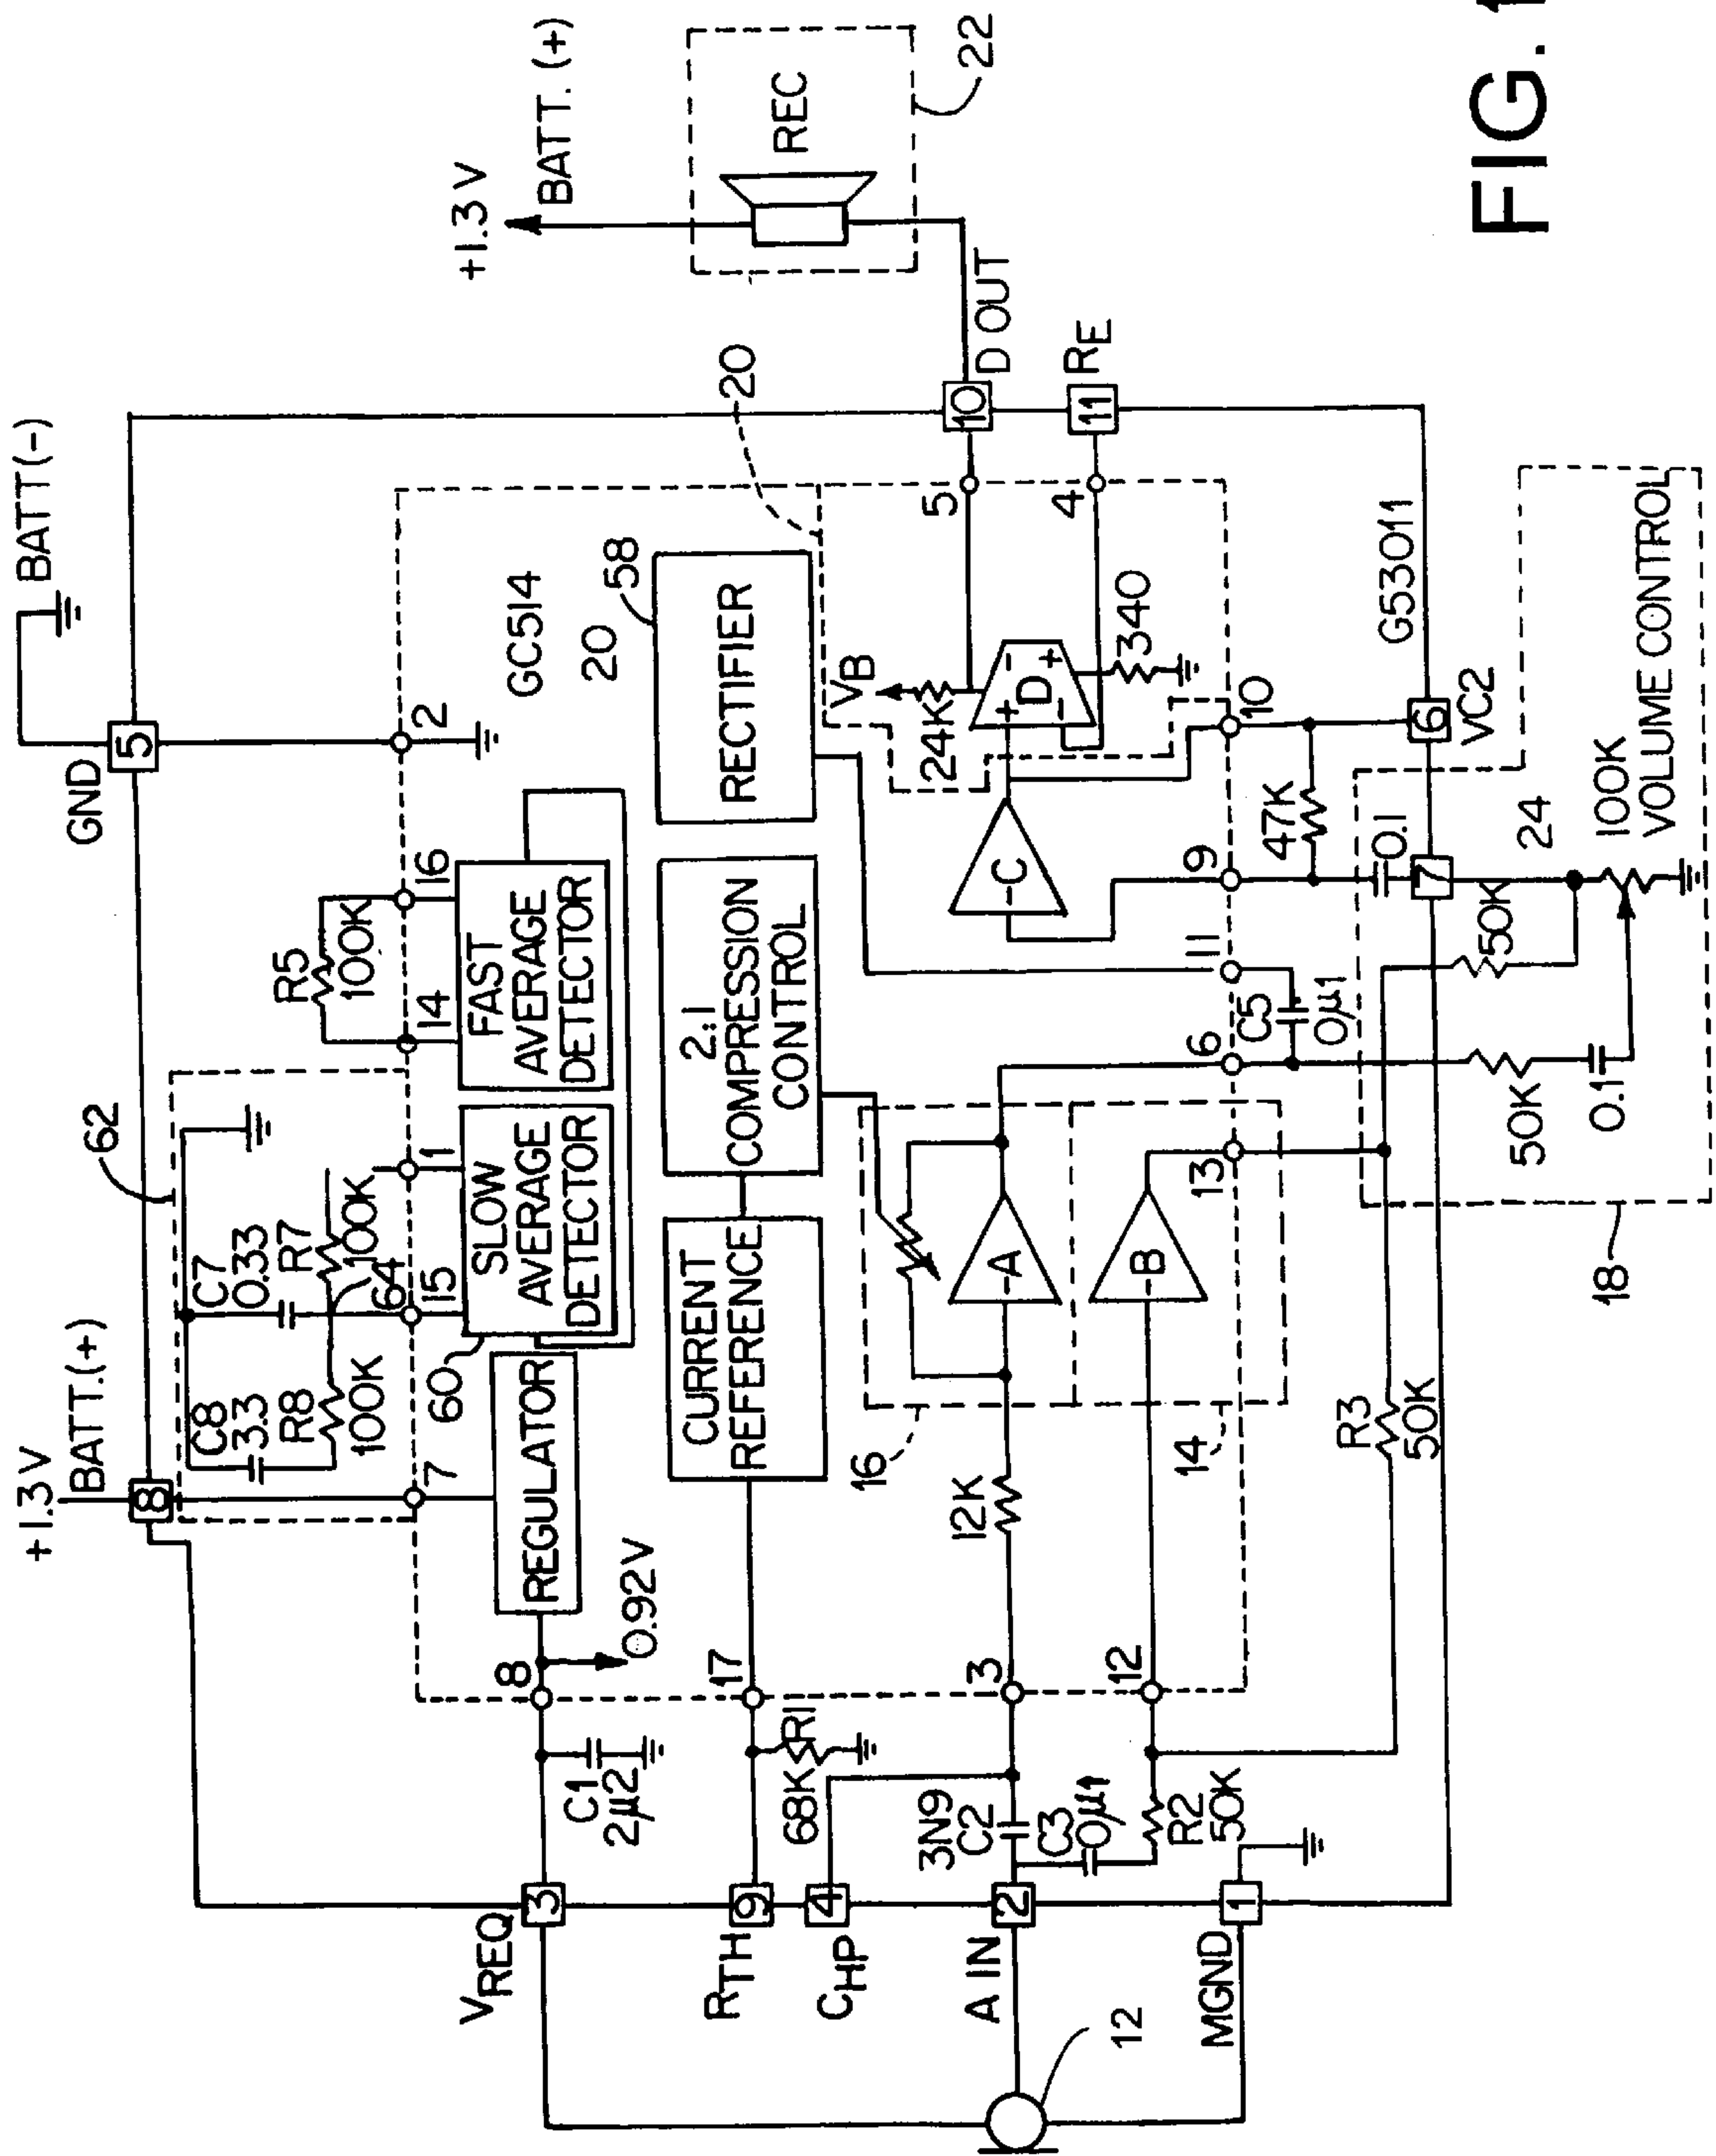 +1.3 V
BATT.(+)
8
GND
5
BATT(-)
62
C8
3.3
R8
100K
C7
0.33
R7
100K
64
R5
100K
7
15
1
14
16
2
60
REGULATOR
SLOW
AVERAGE
DETECTOR
FAST
AVERAGE
DETECTOR
GC514
20
20
58
8
0.92V
VREQ
3
C1
2µ2
17
RTH
9
68K
R1
CURRENT
REFERENCE
2:1
COMPRESSION
CONTROL
RECTIFIER
CHP
4
16
VB
24K
5
10
D OUT
+1.3 V
BATT. (+)
REC
22
3N9
C2
C3
0µ1
3
12K
-A
-C
+
-
D
-
+
340
4
11
RE
A IN
2
12
R2
50K
12
14
-B
13
6
11
9
10
MGND
1
C5
0µ1
47K
R3
50K
0.1
7
6
VC2
G53011
50K
50K
0.1
24
100K
VOLUME CONTROL
18
FIG. 1